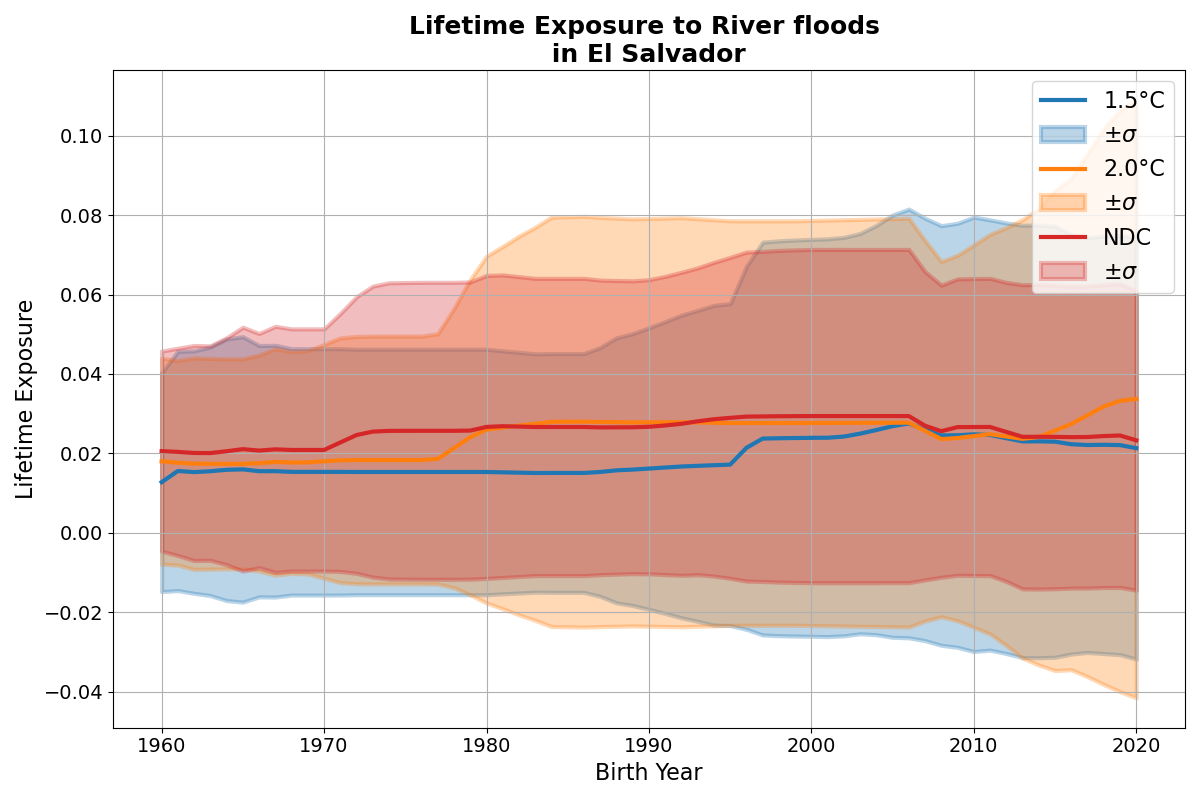 Lifetime Exposure to River floods
in El Salvador
Lifetime Exposure
0.10
0.08
0.06
0.04
0.02
0.00
−0.02
−0.04
1.5°C
±σ
2.0°C
±σ
NDC
±σ
1960 1970 1980 1990 2000 2010 2020
Birth Year